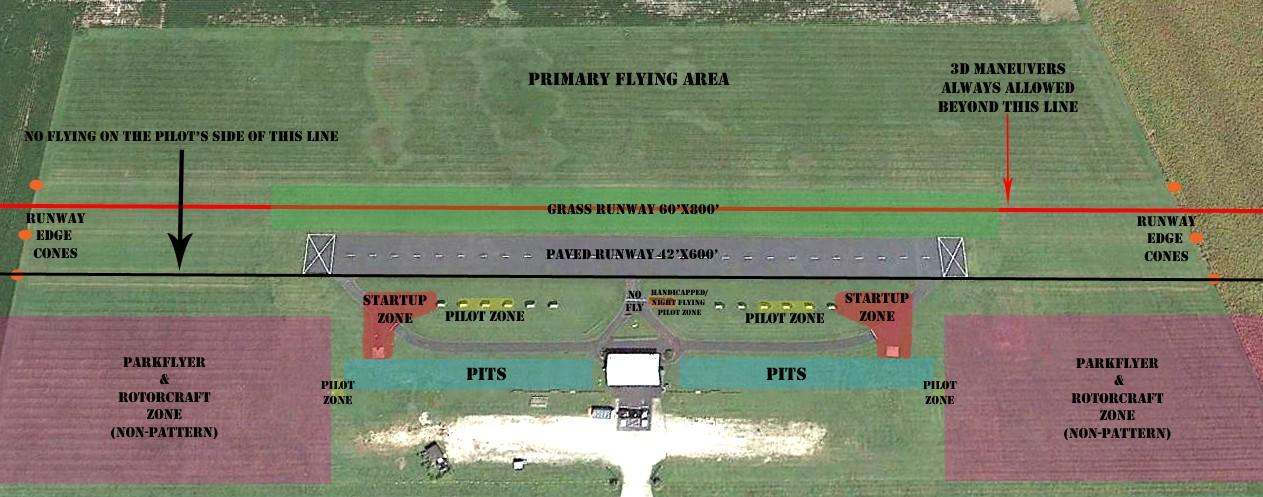 PRIMARY FLYING AREA
3D MANEUVERS
ALWAYS ALLOWED
BEYOND THIS LINE
NO FLYING ON THE PILOT'S SIDE OF THIS LINE
GRASS RUNWAY 60'X800'
RUNWAY
EDGE
CONES
RUNWAY
EDGE
CONES
PAVED RUNWAY 42'X600'
STARTUP
ZONE
PILOT ZONE
NO
FLY
HANDICAPPED/
NIGHT FLYING
PILOT ZONE
PILOT ZONE
STARTUP
ZONE
PARKFLYER
&
ROTORCRAFT
ZONE
(NON-PATTERN)
PILOT
ZONE
PITS
PITS
PILOT
ZONE
PARKFLYER
&
ROTORCRAFT
ZONE
(NON-PATTERN)